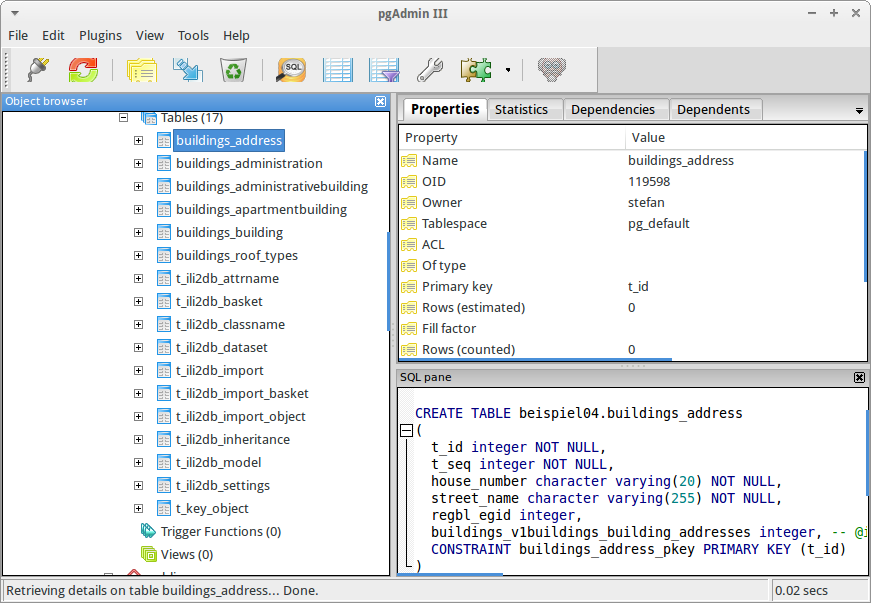 pgAdmin III
File Edit Plugins View Tools Help
SQL
Object browser
Tables (17)
buildings_address
buildings_administration
buildings_administrativebuilding
buildings_apartmentbuilding
buildings_building
buildings_roof_types
t_ili2db_attrname
t_ili2db_basket
t_ili2db_classname
t_ili2db_dataset
t_ili2db_import
t_ili2db_import_basket
t_ili2db_import_object
t_ili2db_inheritance
t_ili2db_model
t_ili2db_settings
t_key_object
Trigger Functions (0)
Views (0)
Properties Statistics Dependencies Dependents
Property Value
Name buildings_address
OID 119598
Owner stefan
Tablespace pg_default
ACL
Of type
Primary key t_id
Rows (estimated) 0
Fill factor
Rows (counted) 0
SQL pane
CREATE TABLE beispiel04.buildings_address
(
t_id integer NOT NULL,
t_seq integer NOT NULL,
house_number character varying(20) NOT NULL,
street_name character varying(255) NOT NULL,
regbl_egid integer,
buildings_v1buildings_building_addresses integer, -- @i
CONSTRAINT buildings_address_pkey PRIMARY KEY (t_id)
)
Retrieving details on table buildings_address... Done.
0.02 secs